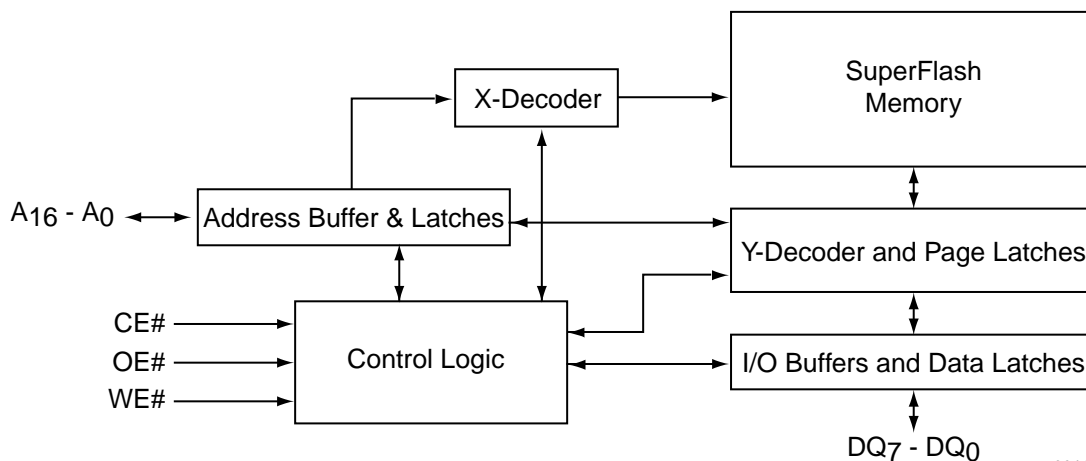 SuperFlash
Memory
X-Decoder
A16 - A0
Address Buffer & Latches
Y-Decoder and Page Latches
CE#
OE#
WE#
Control Logic
I/O Buffers and Data Latches
DQ7 - DQ0